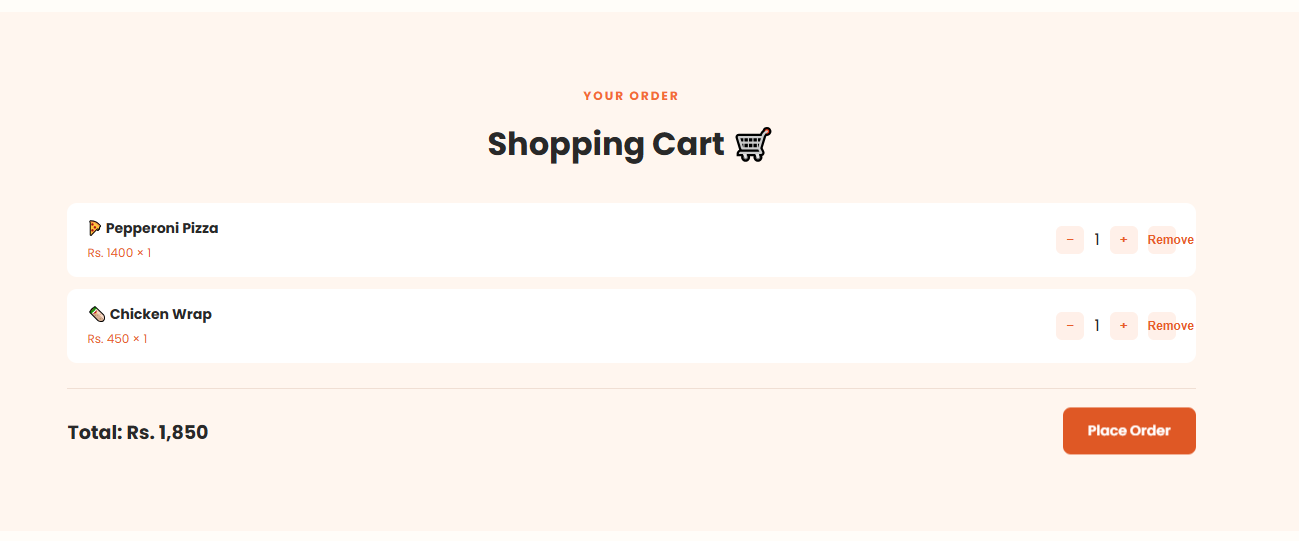 YOUR ORDER
Shopping Cart
Pepperoni Pizza
Rs. 1400 × 1
− 1 + Remove
Chicken Wrap
Rs. 450 × 1
− 1 + Remove
Total: Rs. 1,850
Place Order